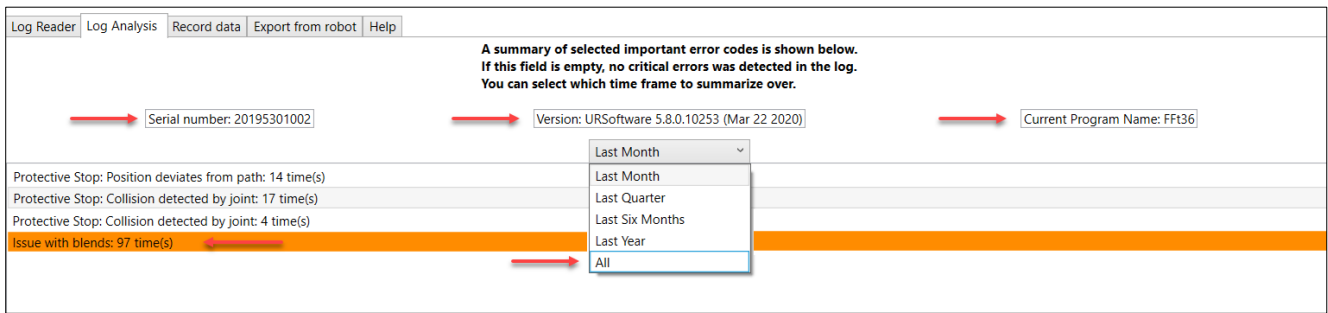 Log Reader Log Analysis Record data Export from robot Help
A summary of selected important error codes is shown below.
If this field is empty, no critical errors was detected in the log.
You can select which time frame to summarize over.
Serial number: 20195301002 Version: URSoftware 5.8.0.10253 (Mar 22 2020) Current Program Name: FFt36
Last Month
Protective Stop: Position deviates from path: 14 time(s)
Protective Stop: Collision detected by joint: 17 time(s)
Protective Stop: Collision detected by joint: 4 time(s)
Issue with blends: 97 time(s)
Last Month
Last Quarter
Last Six Months
Last Year
All